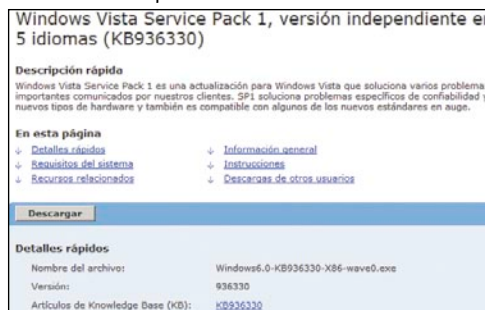 Windows Vista Service Pack 1, versión independiente en
5 idiomas (KB936330)
Descripción rápida
Windows Vista Service Pack 1 es una actualización para Windows Vista que soluciona varios problema
importantes comunicados por nuestros clientes. SP1 soluciona problemas específicos de confiabilidad y
nuevos tipos de hardware y también es compatible con algunos de los nuevos estándares en auge.
En esta página
↓ Detalles rápidos
↓ Información general
↓ Requisitos del sistema
↓ Instrucciones
↓ Recursos relacionados
↓ Descargas de otros usuarios
Descargar
Detalles rápidos
Nombre del archivo: Windows6.0-KB936330-X86-wave0.exe
Versión: 936330
Artículos de Knowledge Base (KB): KB936330